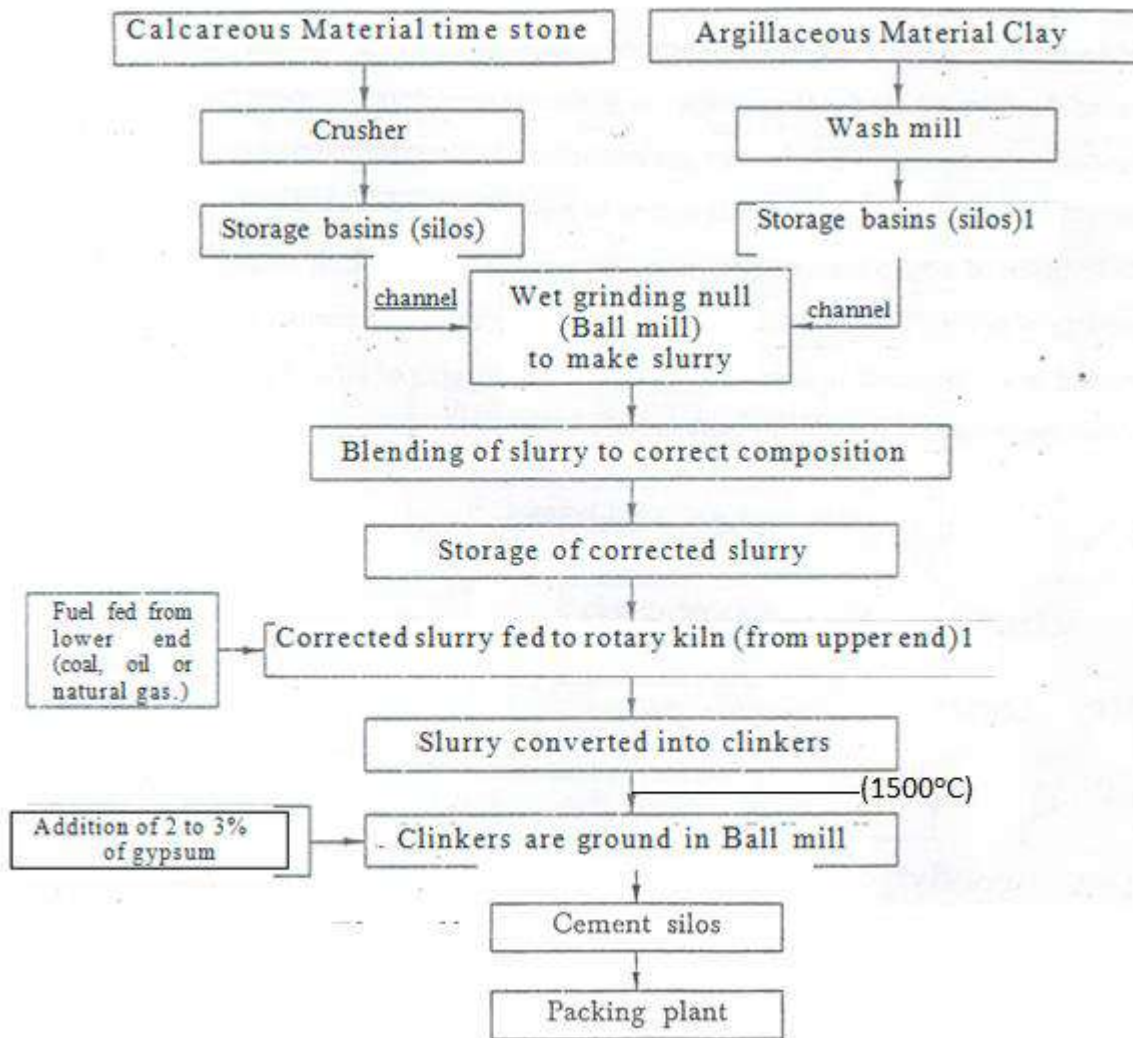 Calcareous Material time stone
Argillaceous Material Clay
Crusher
Wash mill
Storage basins (silos)
Storage basins (silos)1
channel
Wet grinding null
(Ball mill)
to make slurry
channel
Blending of slurry to correct composition
Storage of corrected slurry
Fuel fed from
lower end
(coal, oil or
natural gas.)
Corrected slurry fed to rotary kiln (from upper end)1
Slurry converted into clinkers
(1500°C)
Addition of 2 to 3%
of gypsum
Clinkers are ground in Ball mill
Cement silos
Packing plant